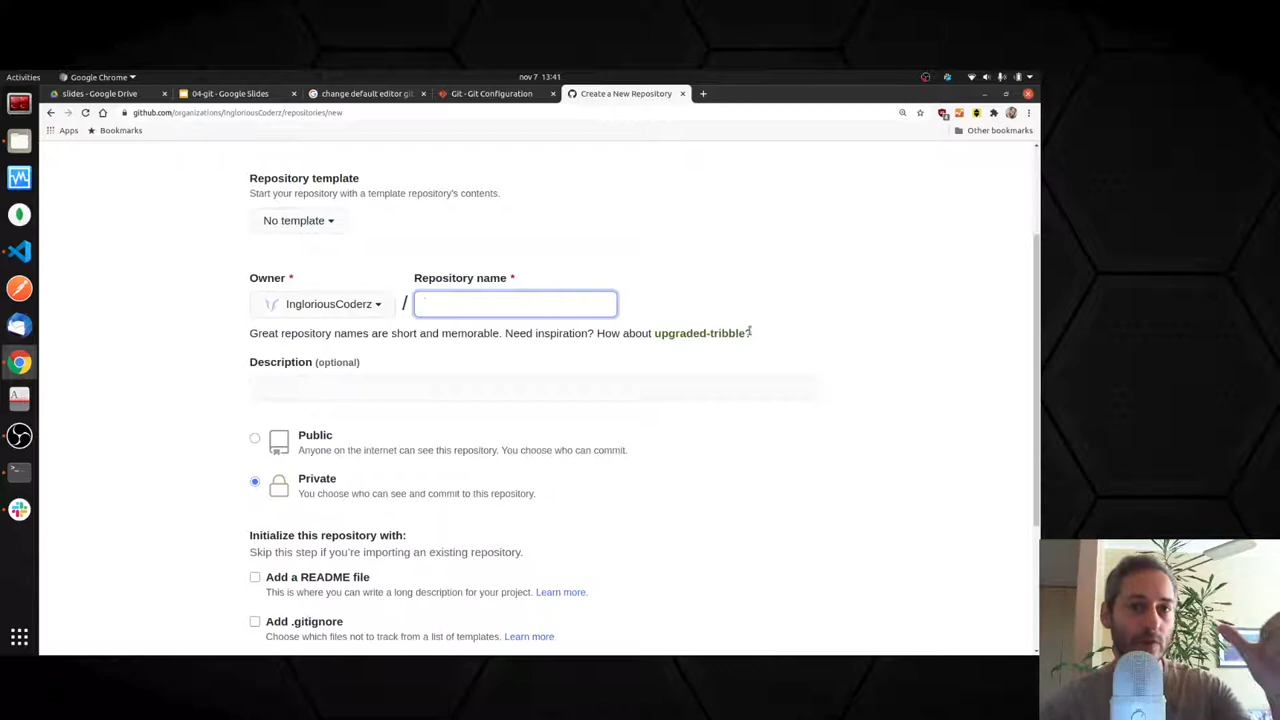 Activities
Google Chrome
nov 7 13:41
slides - Google Drive
04-git - Google Slides
change default editor git
Git - Git Configuration
Create a New Repository
github.com/organizations/IngloriousCoderz/repositories/new
Apps
Bookmarks
Other bookmarks
Repository template
Start your repository with a template repository's contents.
No template
Owner *
Repository name *
IngloriousCoderz
/
Great repository names are short and memorable. Need inspiration? How about upgraded-tribble?
Description (optional)
Public
Anyone on the internet can see this repository. You choose who can commit.
Private
You choose who can see and commit to this repository.
Initialize this repository with:
Skip this step if you're importing an existing repository.
Add a README file
This is where you can write a long description for your project. Learn more.
Add .gitignore
Choose which files not to track from a list of templates. Learn more